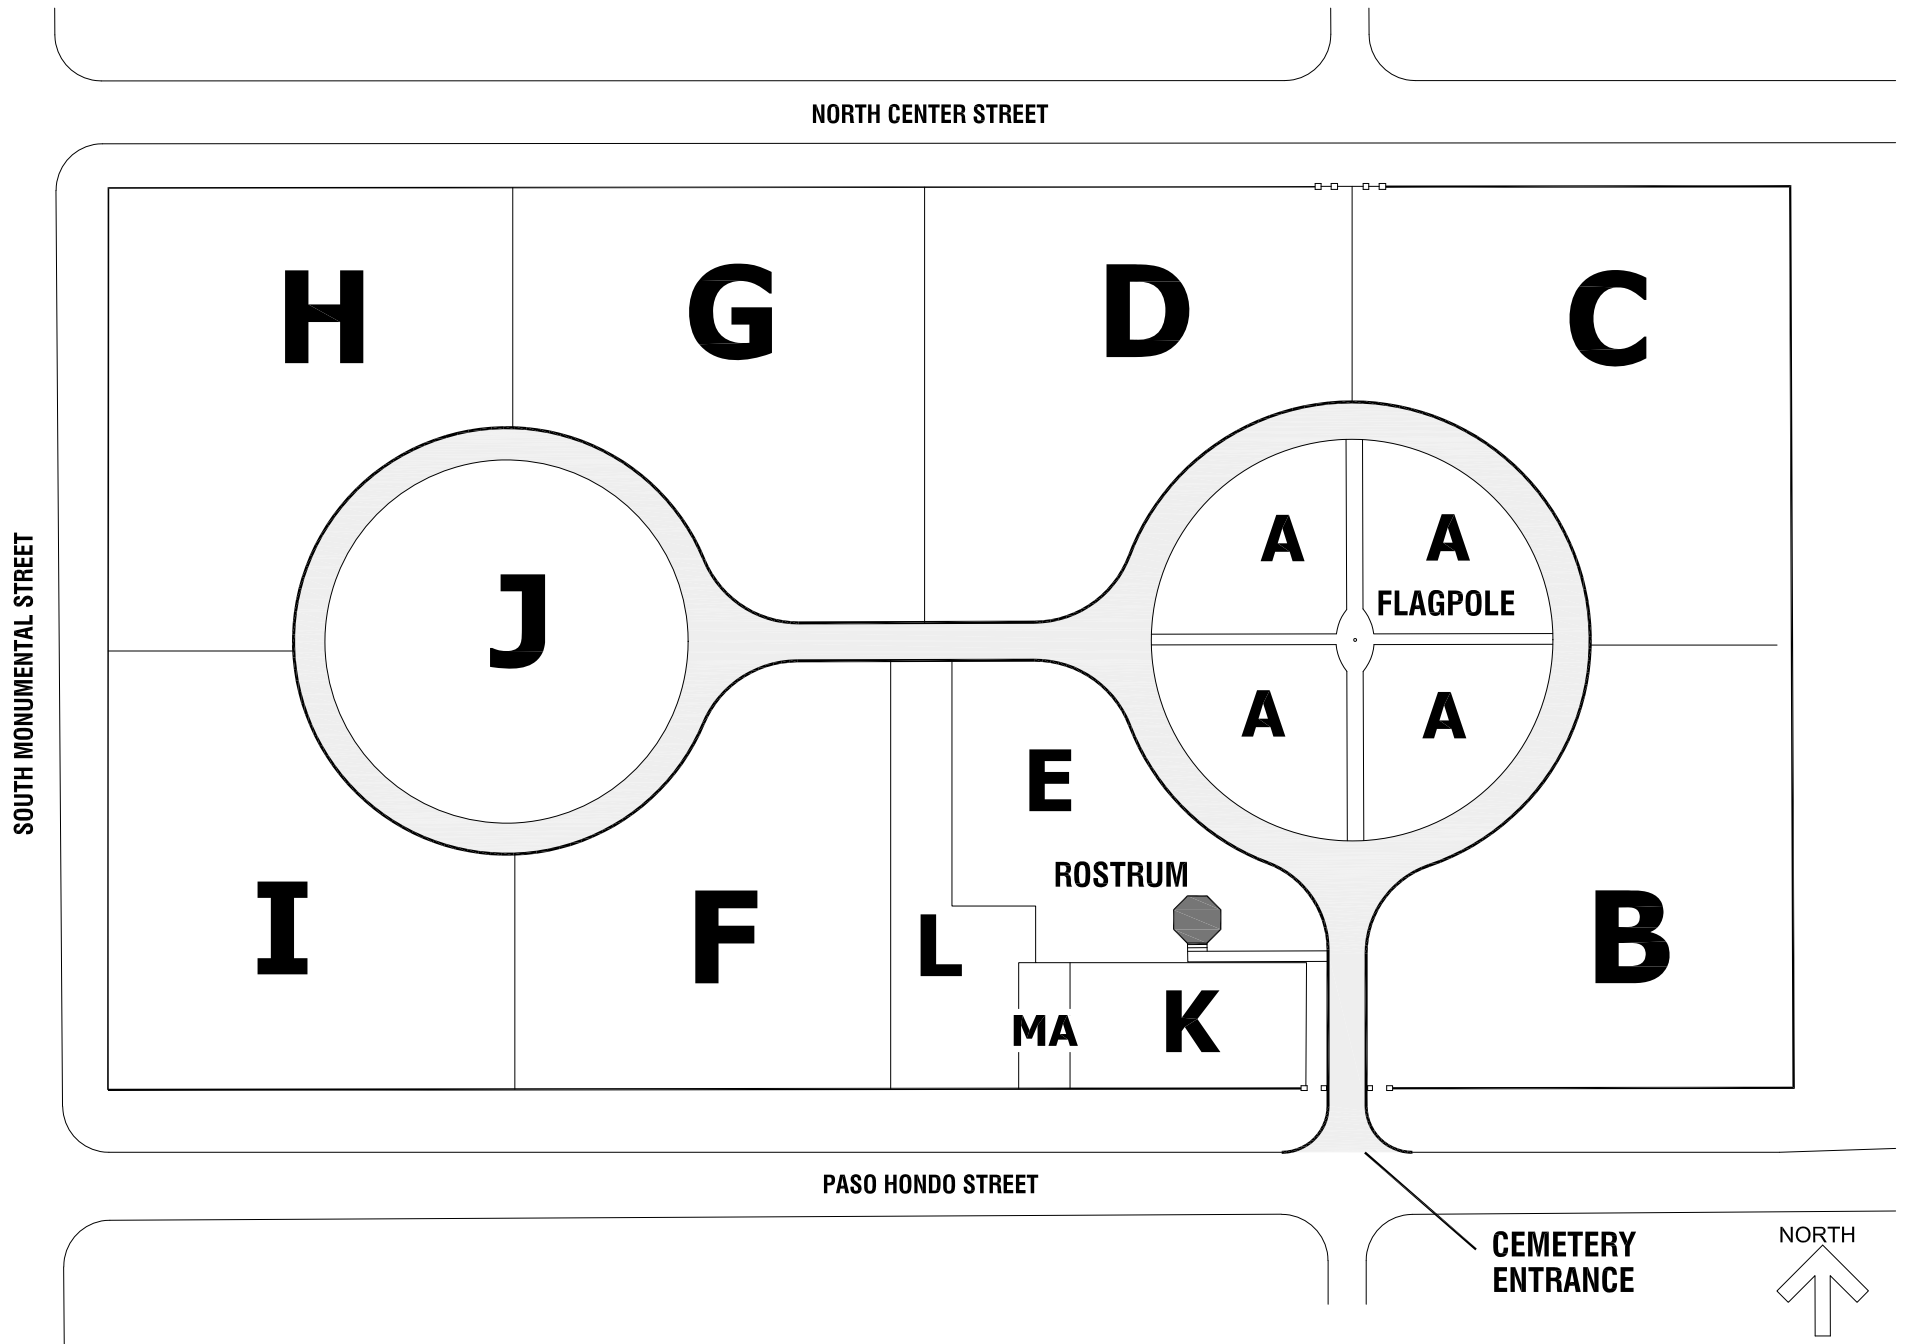 NORTH CENTER STREET
H
G
D
C
SOUTH MONUMENTAL STREET
J
A
A
FLAGPOLE
A
A
E
ROSTRUM
I
F
L
B
MA
K
PASO HONDO STREET
CEMETERY
ENTRANCE
NORTH